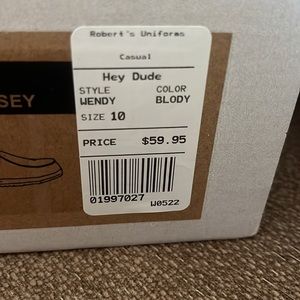 Robert's Uniforms
Casual
Hey Dude
STYLE COLOR
WENDY BLODY
SIZE 10
PRICE $59.95
01997027
W0522
SEY